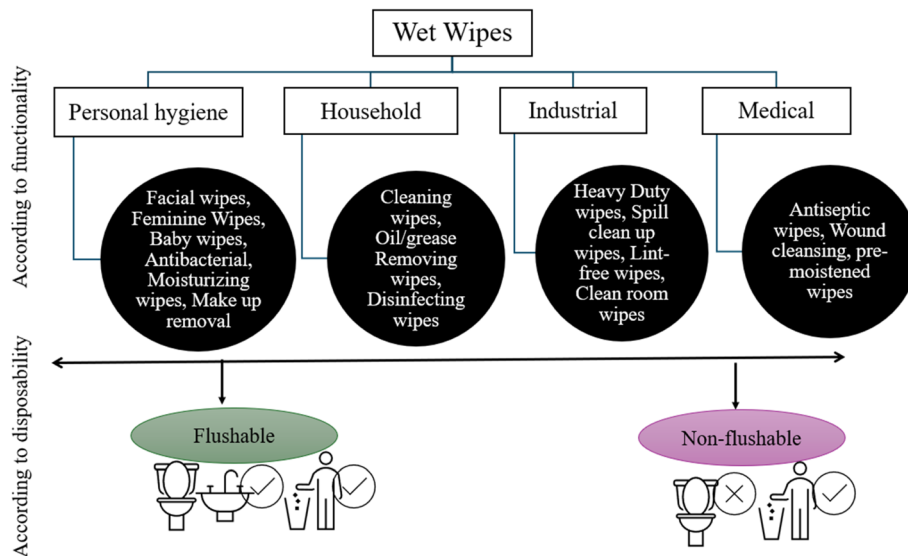 Wet Wipes
According to functionality
Personal hygiene
Household
Industrial
Medical
Facial wipes,
Feminine Wipes,
Baby wipes,
Antibacterial,
Moisturizing
wipes, Make up
removal
Cleaning
wipes,
Oil/grease
Removing
wipes,
Disinfecting
wipes
Heavy Duty
wipes, Spill
clean up
wipes, Lint-
free wipes,
Clean room
wipes
Antiseptic
wipes, Wound
cleansing, pre-
moistened
wipes
According to disposability
Flushable
Non-flushable